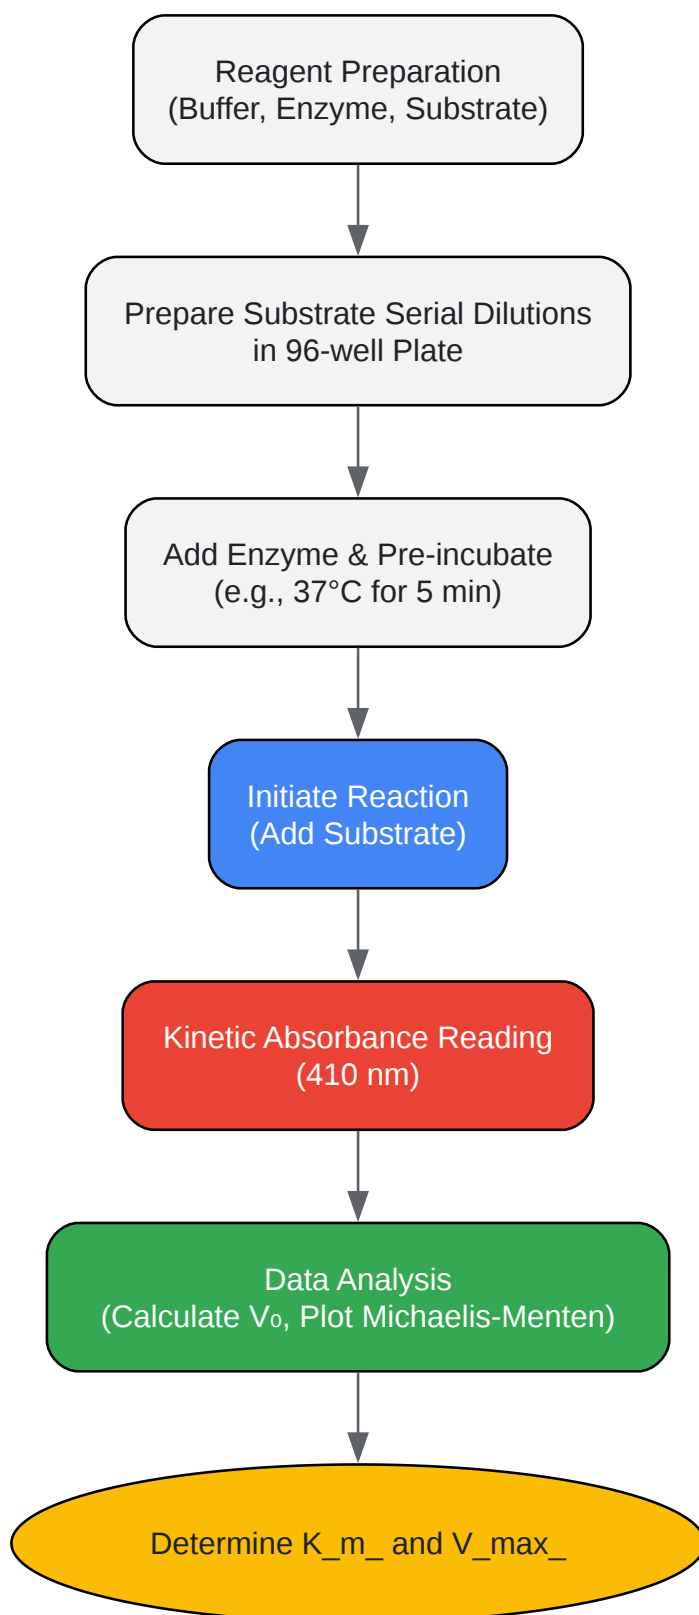 Reagent Preparation
(Buffer, Enzyme, Substrate)
Prepare Substrate Serial Dilutions
in 96-well Plate
Add Enzyme & Pre-incubate
(e.g., 37°C for 5 min)
Initiate Reaction
(Add Substrate)
Kinetic Absorbance Reading
(410 nm)
Data Analysis
(Calculate V₀, Plot Michaelis-Menten)
Determine K_m_ and V_max_